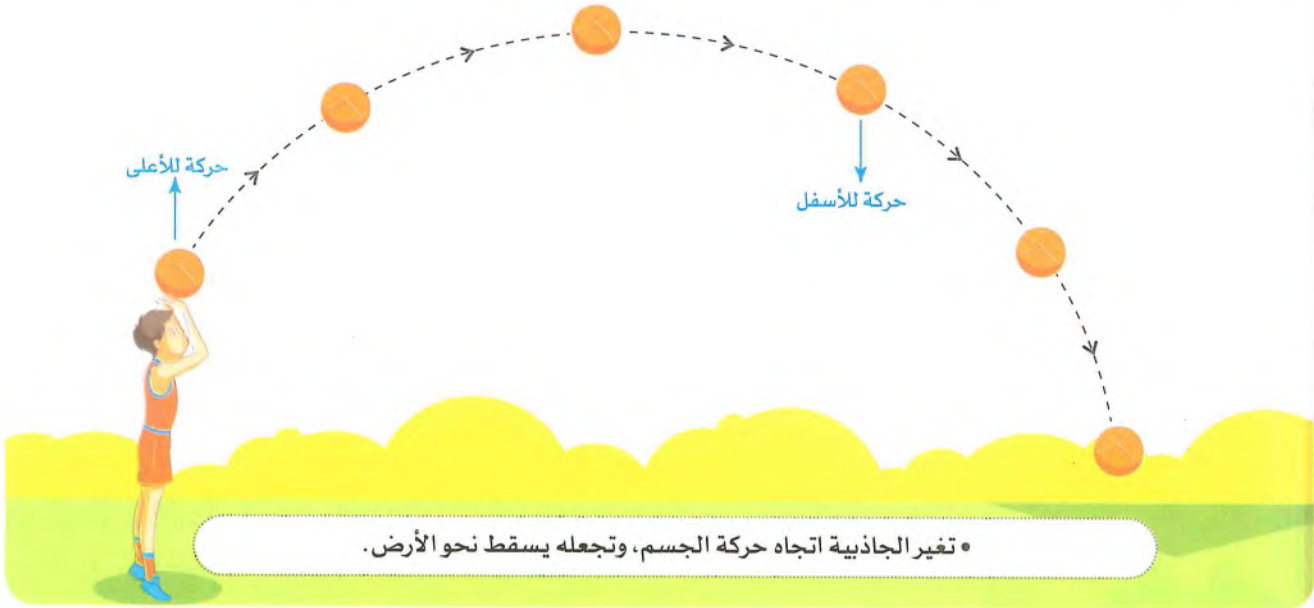 حركة للأعلى
حركة للأسفل
• تغير الجاذبية اتجاه حركة الجسم، وتجعله يسقط نحو الأرض.